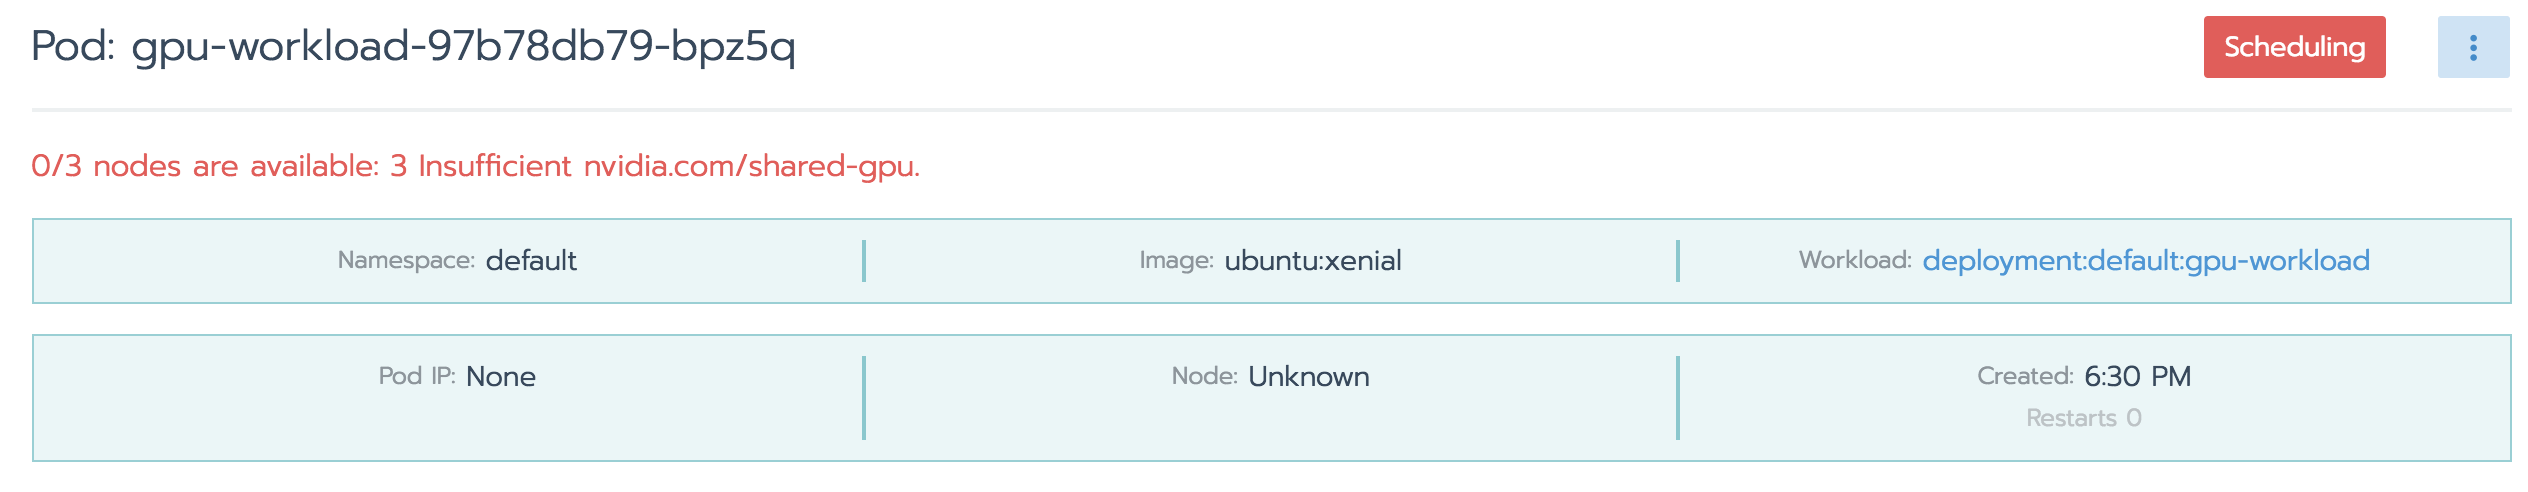 Pod: gpu-workload-97b78db79-bpz5q
Scheduling
0/3 nodes are available: 3 Insufficient nvidia.com/shared-gpu.
Namespace: default
Image: ubuntu:xenial
Workload: deployment:default:gpu-workload
Pod IP: None
Node: Unknown
Created: 6:30 PM
Restarts 0